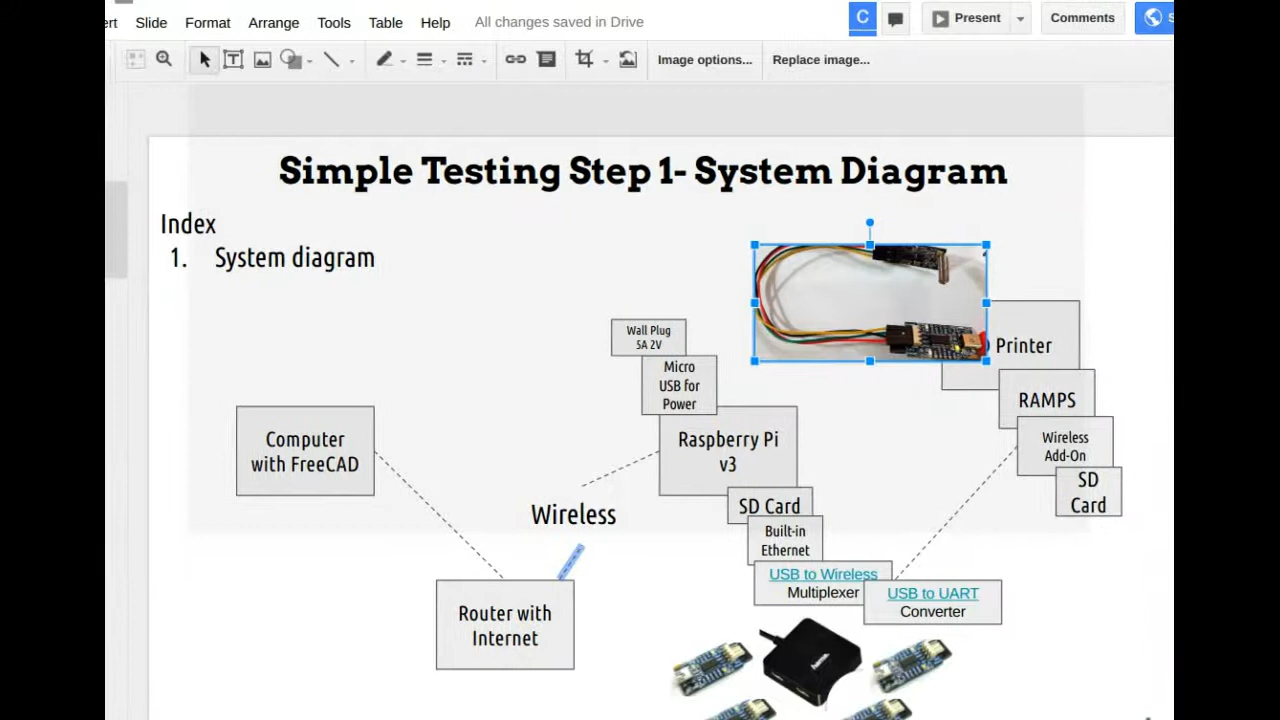 Slide Format Arrange Tools Table Help All changes saved in Drive C Present Comments
Image options... Replace image...
Simple Testing Step 1- System Diagram
Index
1. System diagram
Wall Plug
5A 2V
Micro
USB for
Power
Printer
RAMPS
Wireless
Add-On
SD
Card
Computer
with FreeCAD
Raspberry Pi
v3
SD Card
Wireless
Built-in
Ethernet
USB to Wireless
Multiplexer
USB to UART
Converter
Router with
Internet
hama